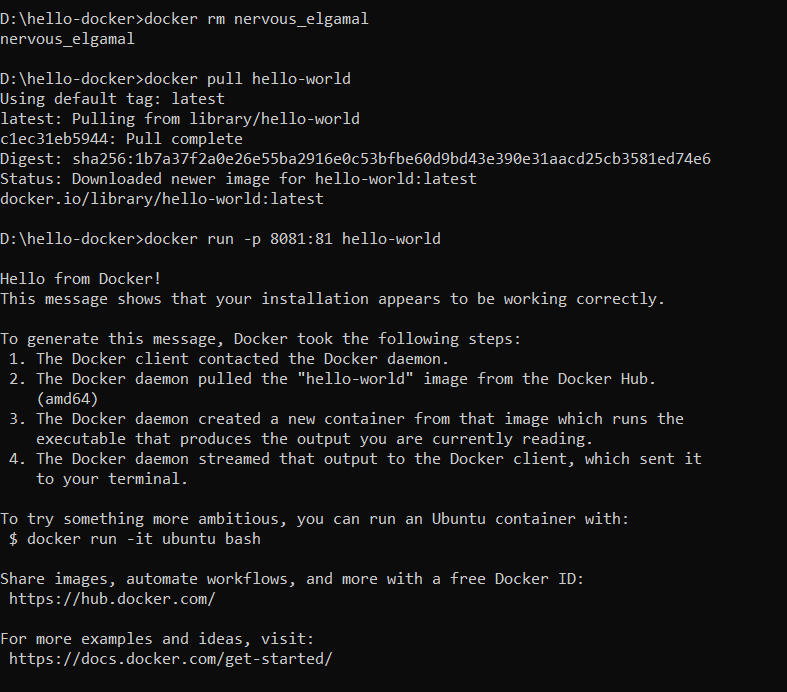 D:\hello-docker>docker rm nervous_elgamal
nervous_elgamal
D:\hello-docker>docker pull hello-world
Using default tag: latest
latest: Pulling from library/hello-world
c1ec31eb5944: Pull complete
Digest: sha256:1b7a37f2a0e26e55ba2916e0c53bfbe60d9bd43e390e31aacd25cb3581ed74e6
Status: Downloaded newer image for hello-world:latest
docker.io/library/hello-world:latest
D:\hello-docker>docker run -p 8081:81 hello-world
Hello from Docker!
This message shows that your installation appears to be working correctly.
To generate this message, Docker took the following steps:
 1. The Docker client contacted the Docker daemon.
 2. The Docker daemon pulled the "hello-world" image from the Docker Hub.
    (amd64)
 3. The Docker daemon created a new container from that image which runs the
    executable that produces the output you are currently reading.
 4. The Docker daemon streamed that output to the Docker client, which sent it
    to your terminal.
To try something more ambitious, you can run an Ubuntu container with:
 $ docker run -it ubuntu bash
Share images, automate workflows, and more with a free Docker ID:
 https://hub.docker.com/
For more examples and ideas, visit:
 https://docs.docker.com/get-started/